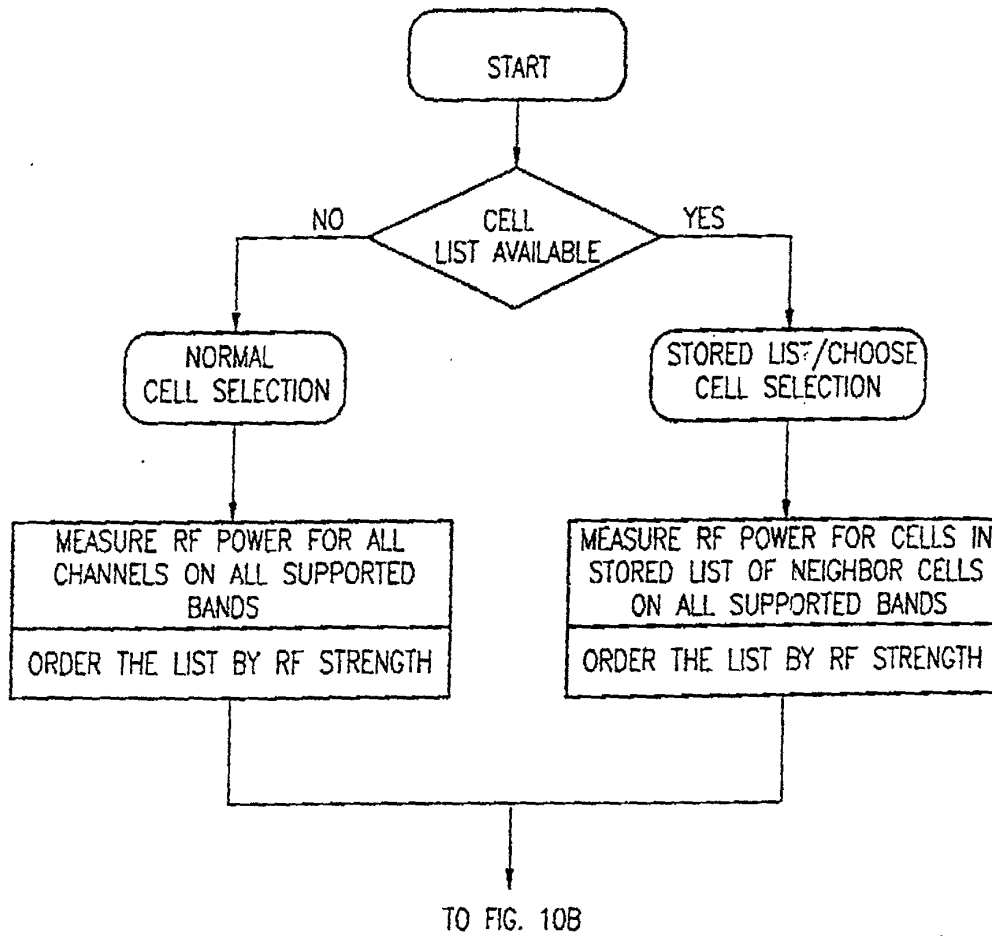 START
CELL
LIST AVAILABLE
NO
YES
NORMAL
CELL SELECTION
STORED LIST/CHOOSE
CELL SELECTION
MEASURE RF POWER FOR ALL
CHANNELS ON ALL SUPPORTED
BANDS
ORDER THE LIST BY RF STRENGTH
MEASURE RF POWER FOR CELLS IN
STORED LIST OF NEIGHBOR CELLS
ON ALL SUPPORTED BANDS
ORDER THE LIST BY RF STRENGTH
TO FIG. 10B